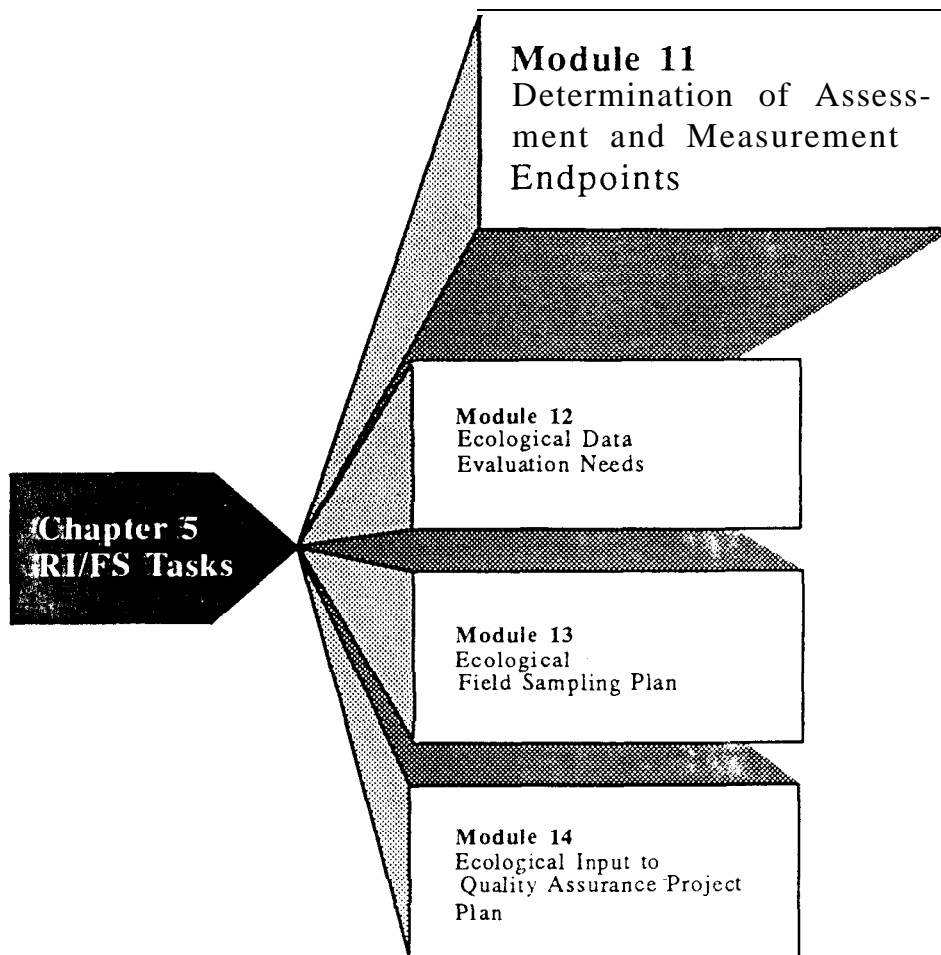 Module 11
Determination of Assess-
ment and Measurement
Endpoints
Module 12
Ecological Data
Evaluation Needs
Chapter 5
RI/FS Tasks
Module 13
Ecological
Field Sampling Plan
Module 14
Ecological Input to
Quality Assurance Project
Plan